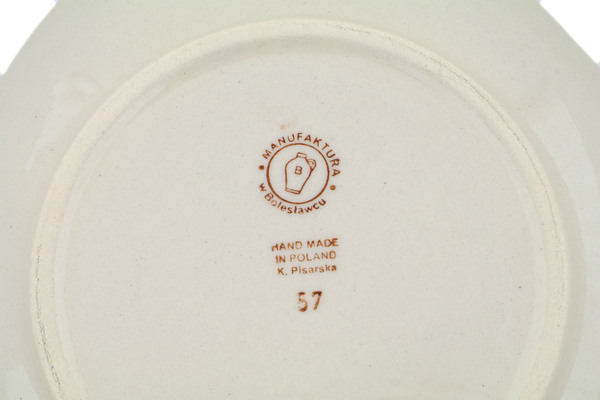 MANUFAKTURA
B
w Bolesławcu
HAND MADE
IN POLAND
K. Pisarska
57